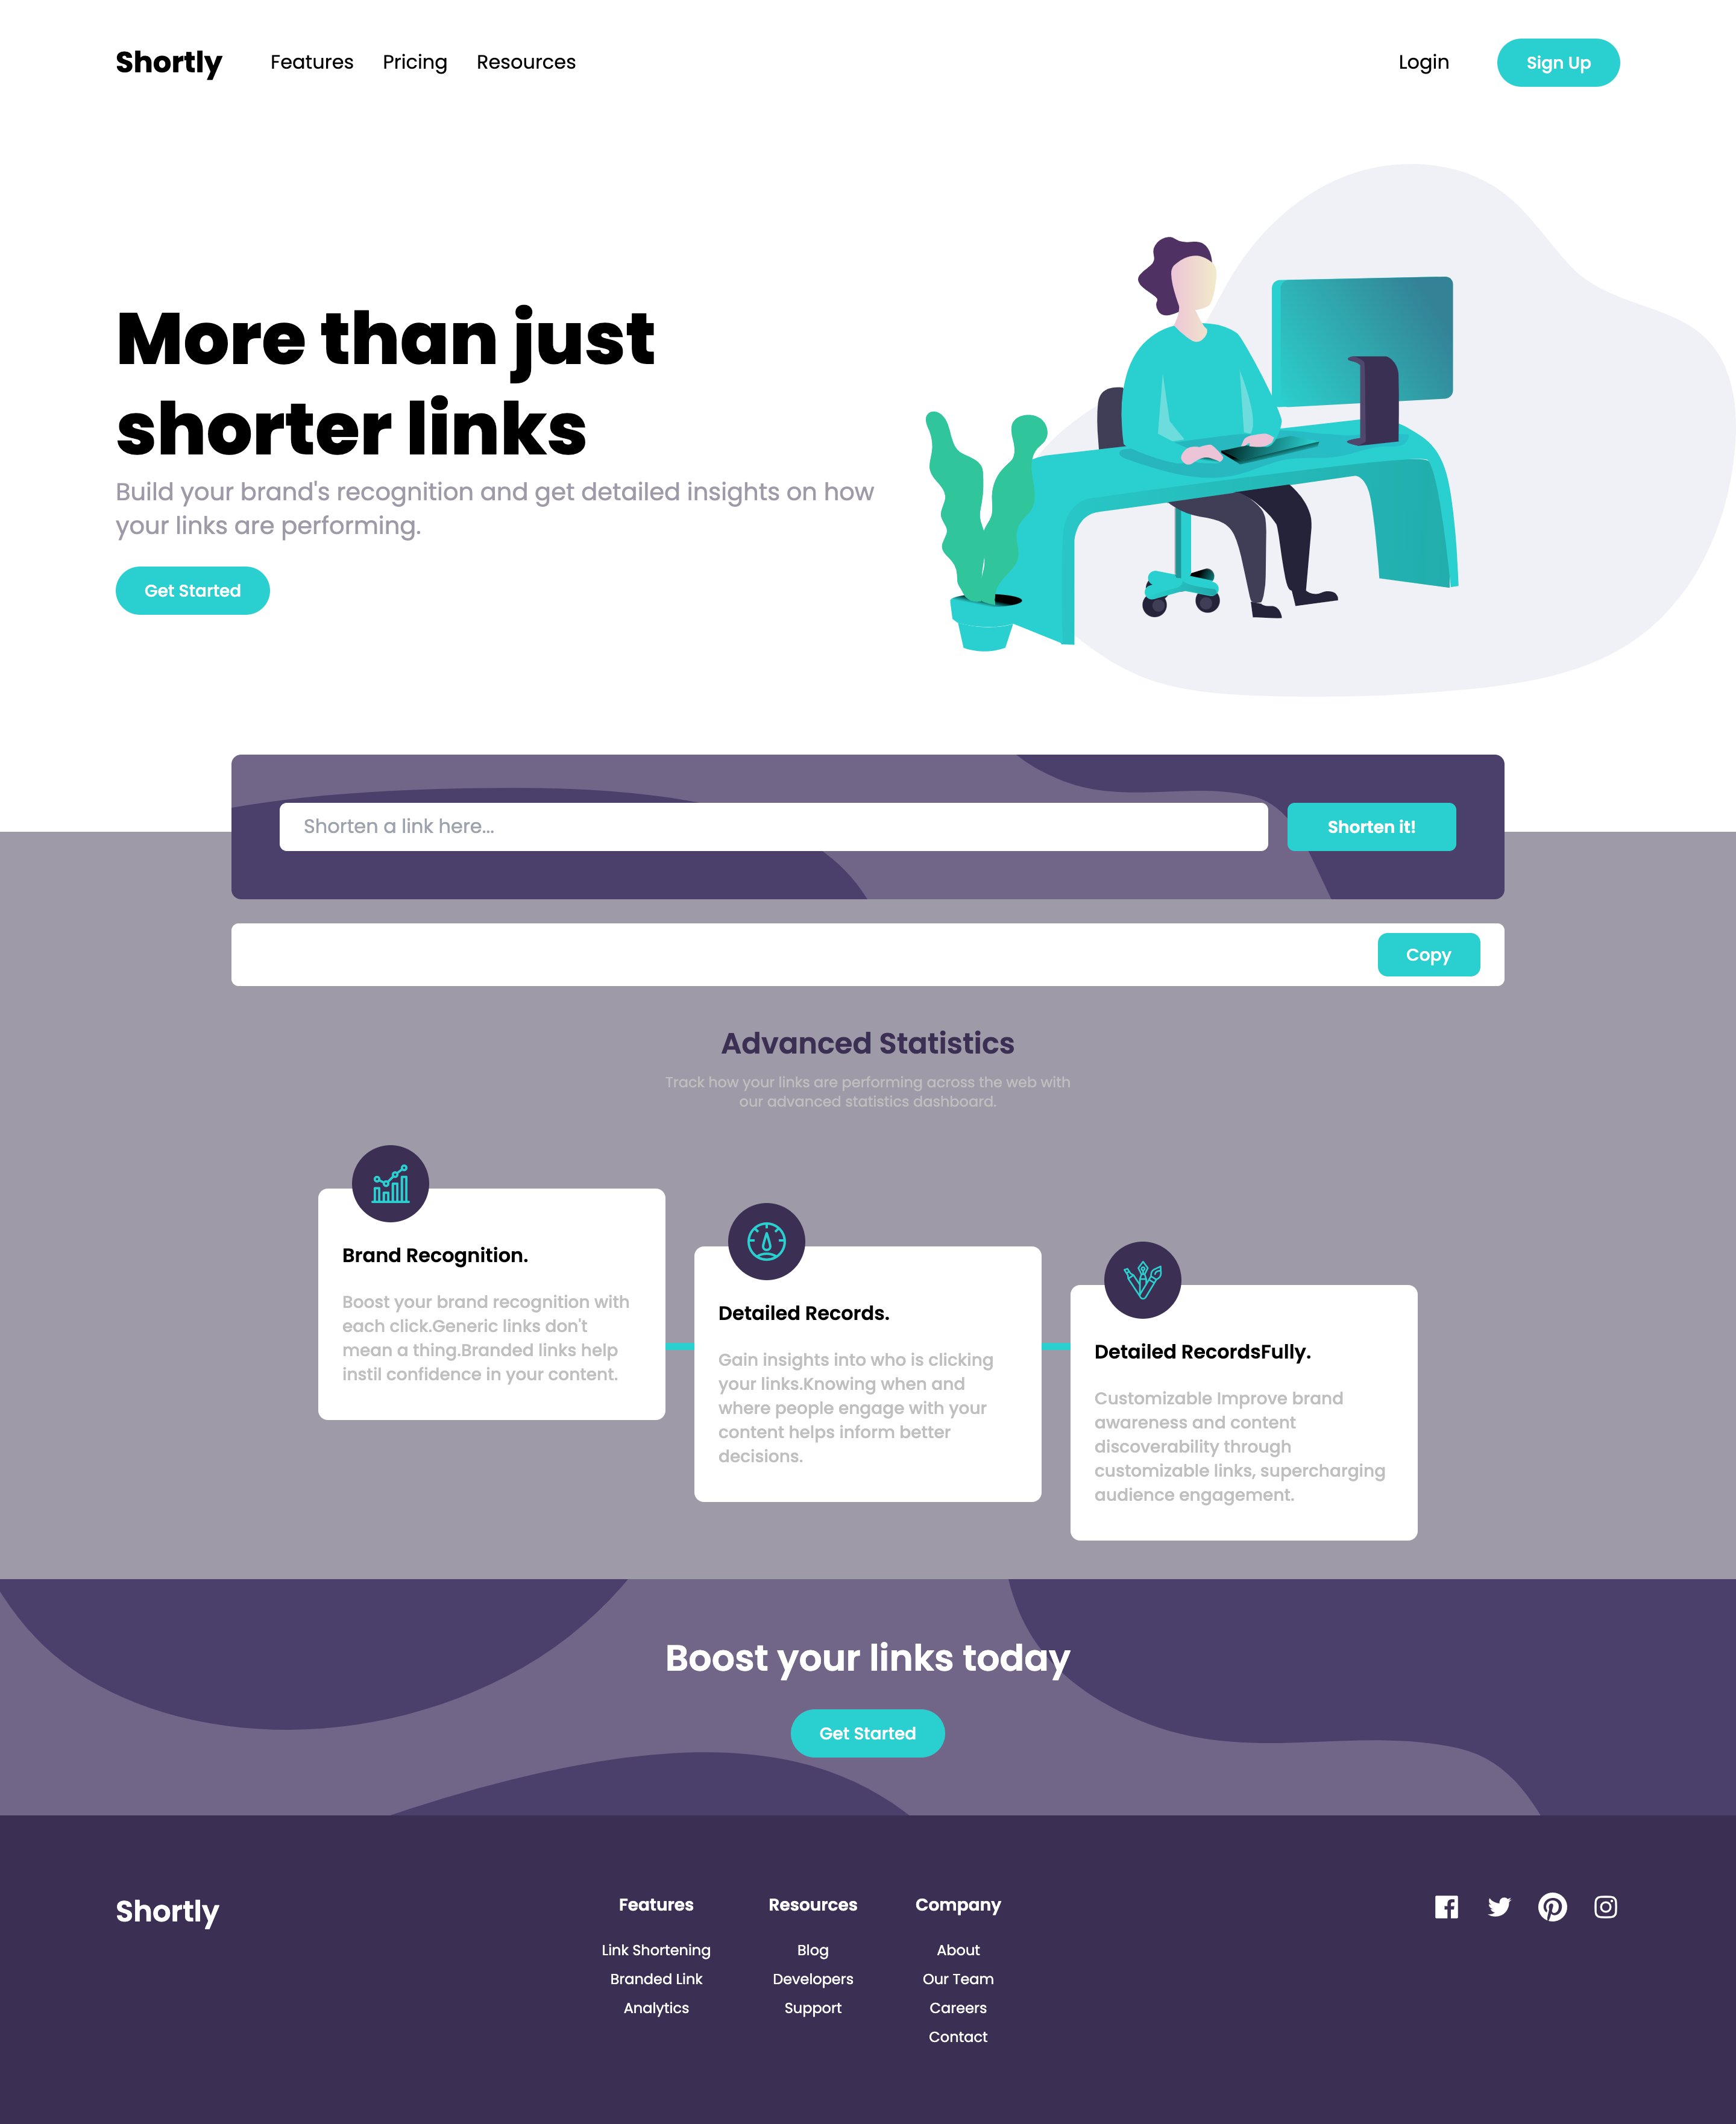 Shortly
Features
Pricing
Resources
Login
Sign Up
More than just
shorter links
Build your brand's recognition and get detailed insights on how
your links are performing.
Get Started
Shorten a link here...
Shorten it!
Copy
Advanced Statistics
Track how your links are performing across the web with
our advanced statistics dashboard.
Brand Recognition.
Boost your brand recognition with
each click.Generic links don't
mean a thing.Branded links help
instil confidence in your content.
Detailed Records.
Gain insights into who is clicking
your links.Knowing when and
where people engage with your
content helps inform better
decisions.
Detailed RecordsFully.
Customizable Improve brand
awareness and content
discoverability through
customizable links, supercharging
audience engagement.
Boost your links today
Get Started
Shortly
Features
Link Shortening
Branded Link
Analytics
Resources
Blog
Developers
Support
Company
About
Our Team
Careers
Contact